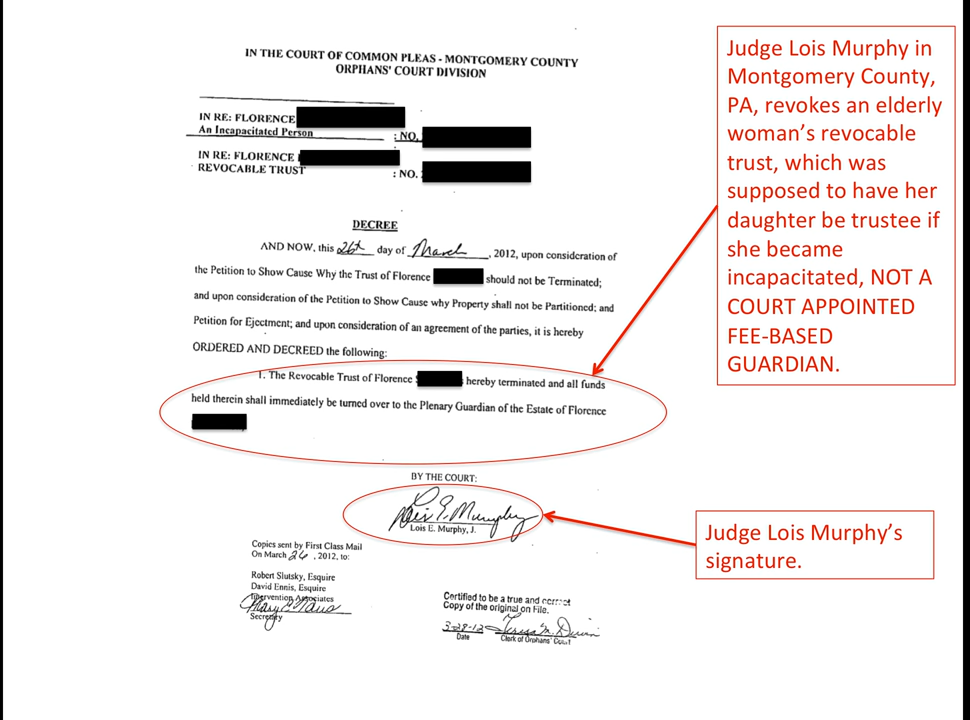 IN THE COURT OF COMMON PLEAS - MONTGOMERY COUNTY
ORPHANS' COURT DIVISION
IN RE: FLORENCE
An Incapacitated Person : NO.
IN RE: FLORENCE
REVOCABLE TRUST : NO.
DECREE
AND NOW, this 26th day of March, 2012, upon consideration of
the Petition to Show Cause Why the Trust of Florence should not be Terminated;
and upon consideration of the Petition to Show Cause why Property shall not be Partitioned; and
Petition for Ejectment; and upon consideration of an agreement of the parties, it is hereby
ORDERED AND DECREED the following:
1. The Revocable Trust of Florence hereby terminated and all funds
held therein shall immediately be turned over to the Plenary Guardian of the Estate of Florence
BY THE COURT:
Lois E. Murphy
Lois E. Murphy, J.
Copies sent by First Class Mail
On March 26, 2012, to:
Robert Slutsky, Esquire
David Ennis, Esquire
Intervention Associates
Secretary
Certified to be a true and correct
Copy of the original on File.
3-28-12
Date Clerk of Orphans' Court
Judge Lois Murphy in
Montgomery County,
PA, revokes an elderly
woman's revocable
trust, which was
supposed to have her
daughter be trustee if
she became
incapacitated, NOT A
COURT APPOINTED
FEE-BASED
GUARDIAN.
Judge Lois Murphy's
signature.